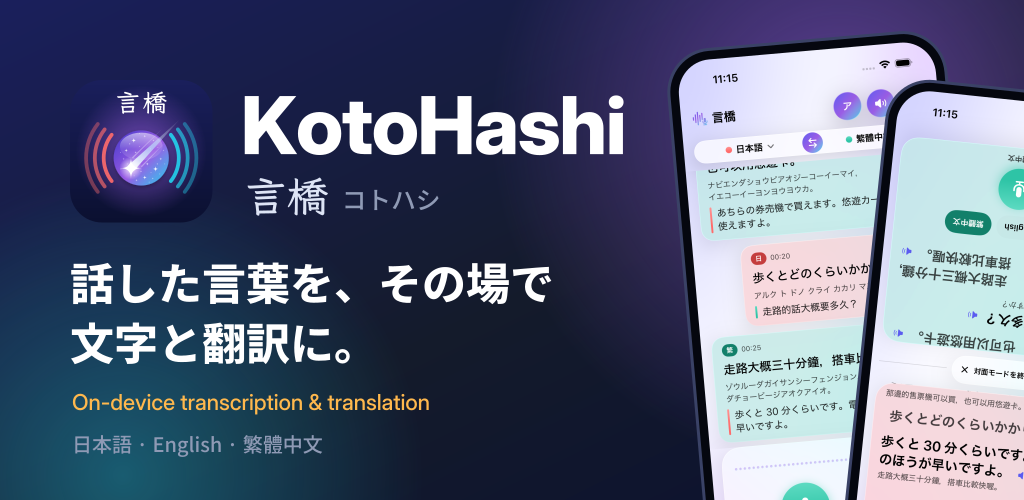 言橋
KotoHashi
言橋 コトハシ
話した言葉を、その場で
文字と翻訳に。
On-device transcription & translation
日本語 · English · 繁體中文
11:15
言橋
ア
日本語
繁體中
ナビエンダショウピアオジーコーイーマイ、
イエコーイーヨンヨウヨウカ。
あちらの券売機で買えます。悠遊カー
使えますよ。
日 00:20
歩くとどのくらいかか
アルク ト ドノ クライ カカリ マ
走路的話大概要多久？
繁 00:25
走路大概三十分鐘，搭車比
ゾウルーダガイサンシーフェンジョン
ダチョービージアオクアイオ。
歩くと 30 分くらいです。電
早いですよ。
11:15
繁體中文
English
搭車比較快喔。
走路大概三十分鐘，
多久？
也可以用悠遊卡。
対面モードを終
那邊的售票機可以買，也可以用悠遊卡。
歩くとどのくらいかか
歩くと 30 分くらいです。
のほうが早いですよ。
走路大概三十分鐘，搭車比較快喔。